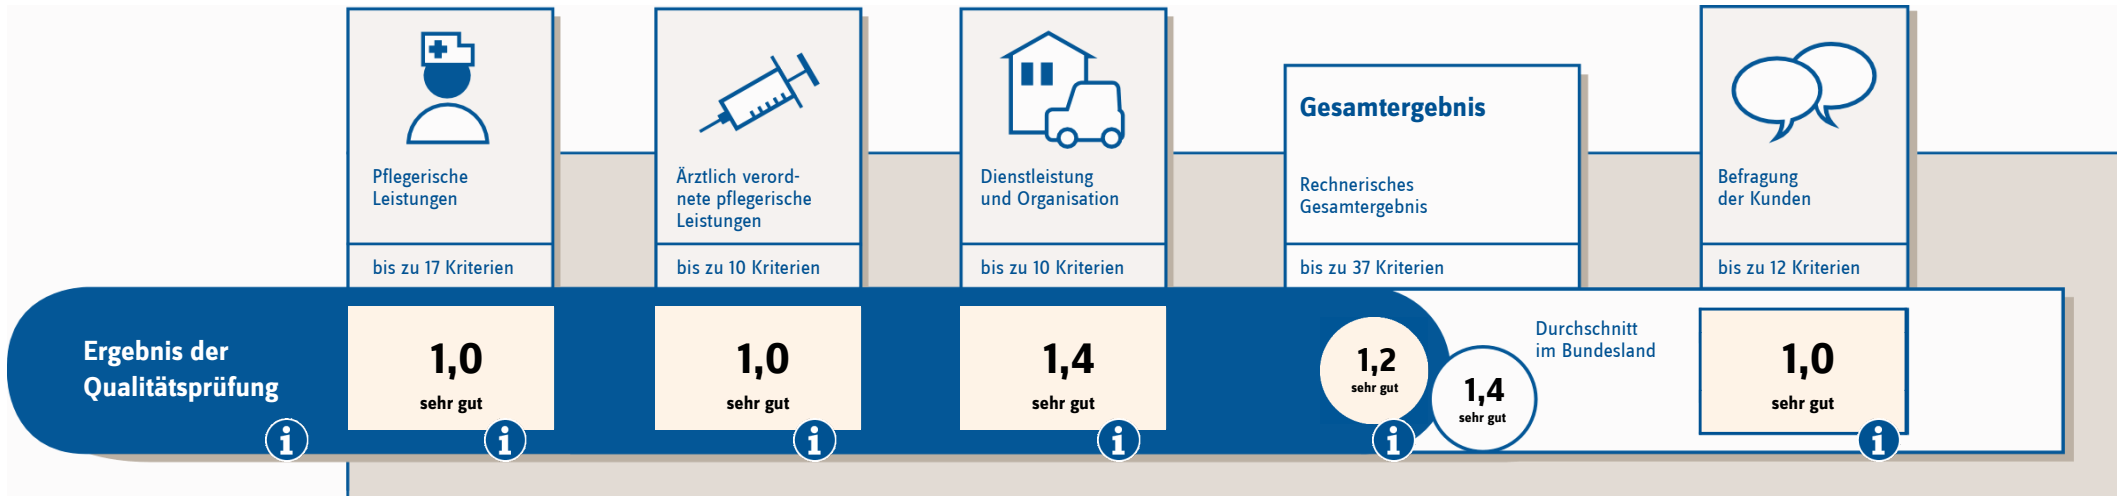 Pflegerische
Leistungen
bis zu 17 Kriterien
Ärztlich verord-
nete pflegerische
Leistungen
bis zu 10 Kriterien
Dienstleistung
und Organisation
bis zu 10 Kriterien
Gesamtergebnis
Rechnerisches
Gesamtergebnis
bis zu 37 Kriterien
Befragung
der Kunden
bis zu 12 Kriterien
Ergebnis der
Qualitätsprüfung
i
1,0
sehr gut
i
1,0
sehr gut
i
1,4
sehr gut
i
1,2
sehr gut
i
1,4
sehr gut
Durchschnitt
im Bundesland
1,0
sehr gut
i